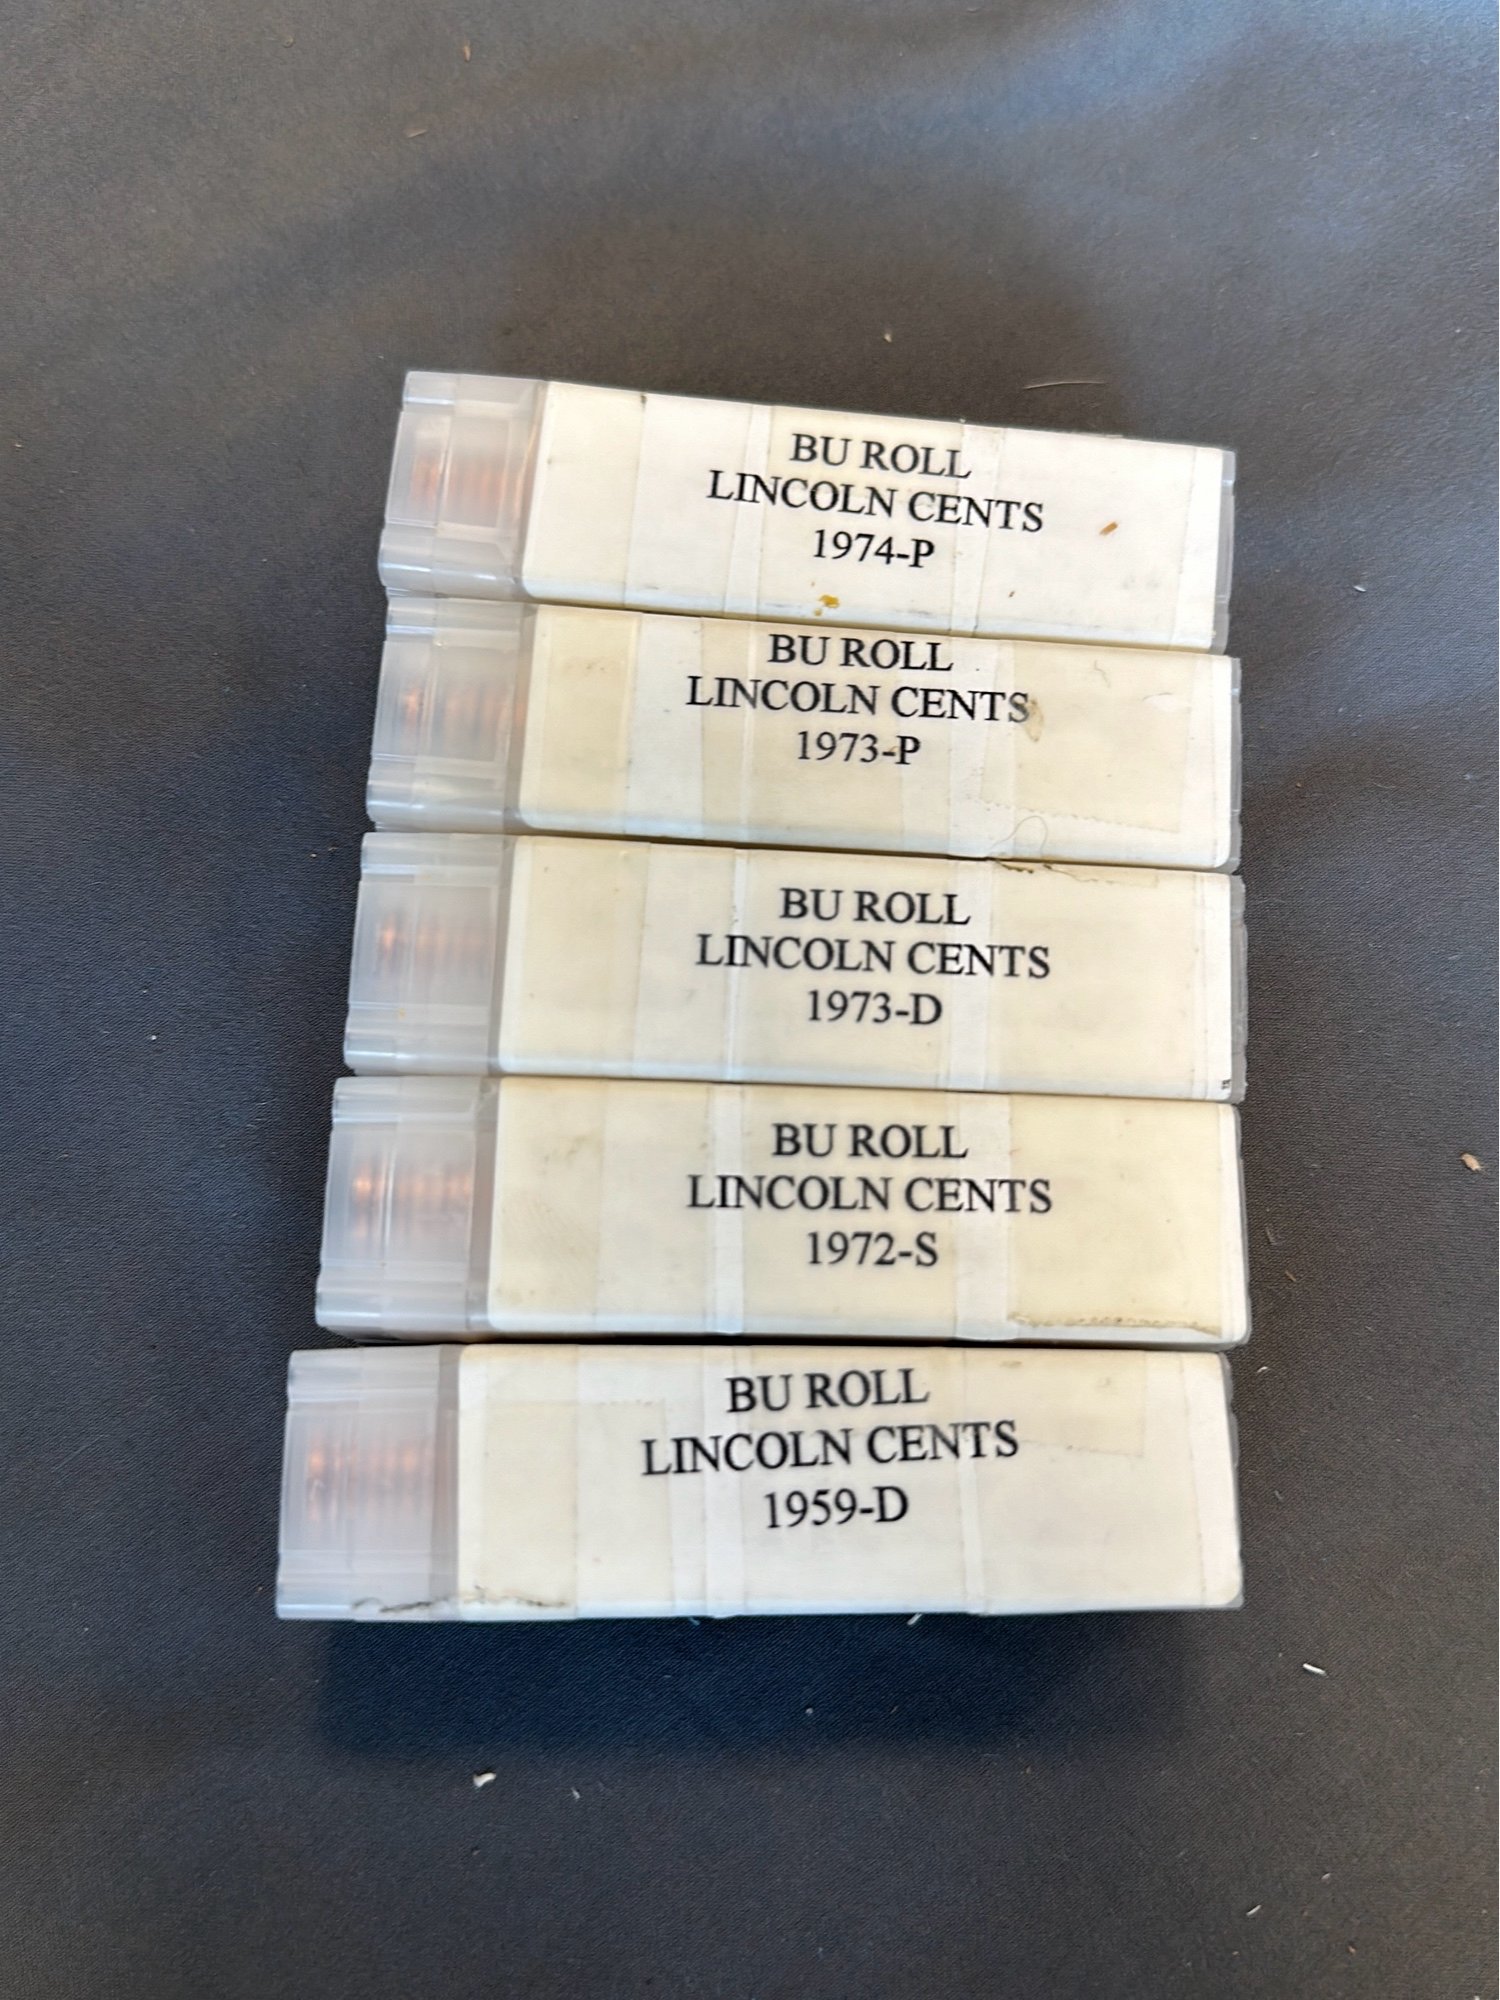 BU ROLL
LINCOLN CENTS
1974-P
BU ROLL
LINCOLN CENTS
1973-P
BU ROLL
LINCOLN CENTS
1973-D
BU ROLL
LINCOLN CENTS
1972-S
BU ROLL
LINCOLN CENTS
1959-D